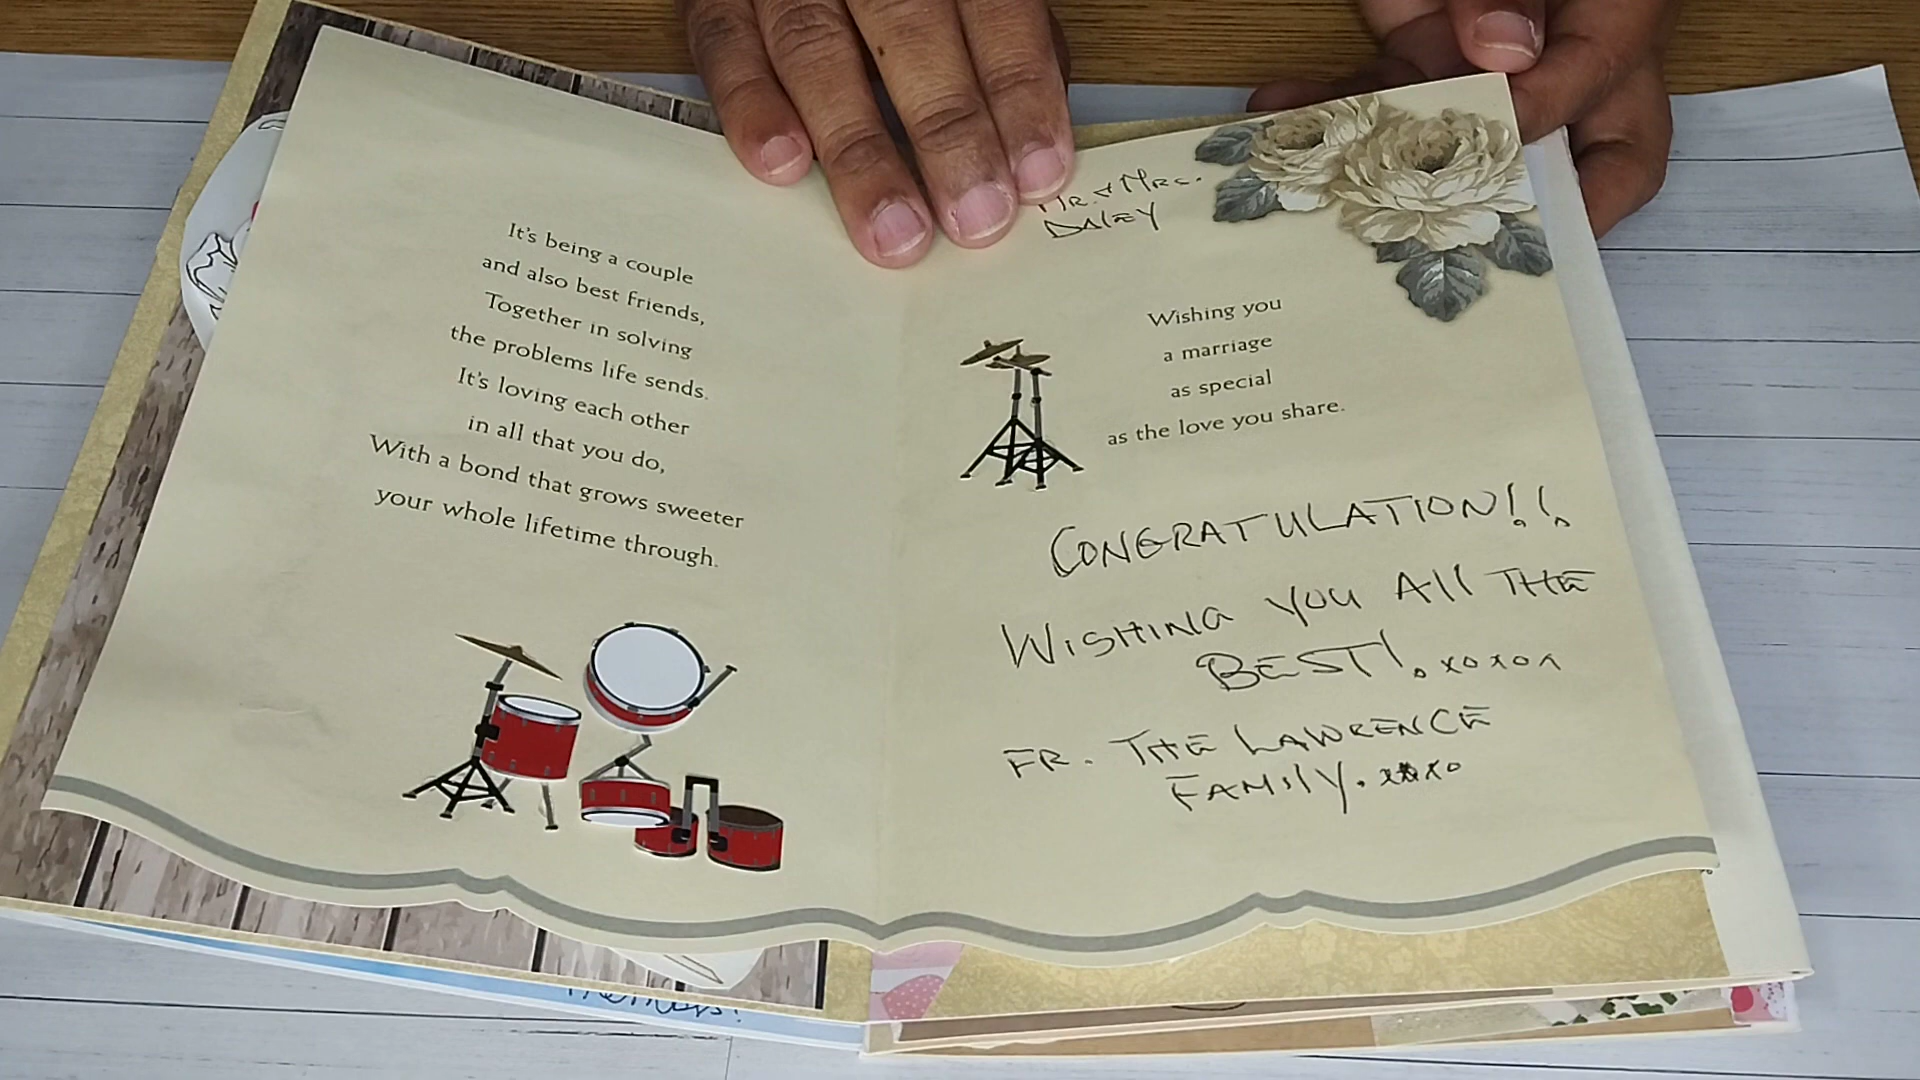 It's being a couple
and also best friends,
Together in solving
the problems life sends.
It's loving each other
in all that you do,
With a bond that grows sweeter
your whole lifetime through.
MR. & MRS.
DALEY
Wishing you
a marriage
as special
as the love you share.
CONGRATULATION!!
WISHING YOU ALL THE
BEST!. xoxox
FR. THE LAWRENCE
FAMILY.